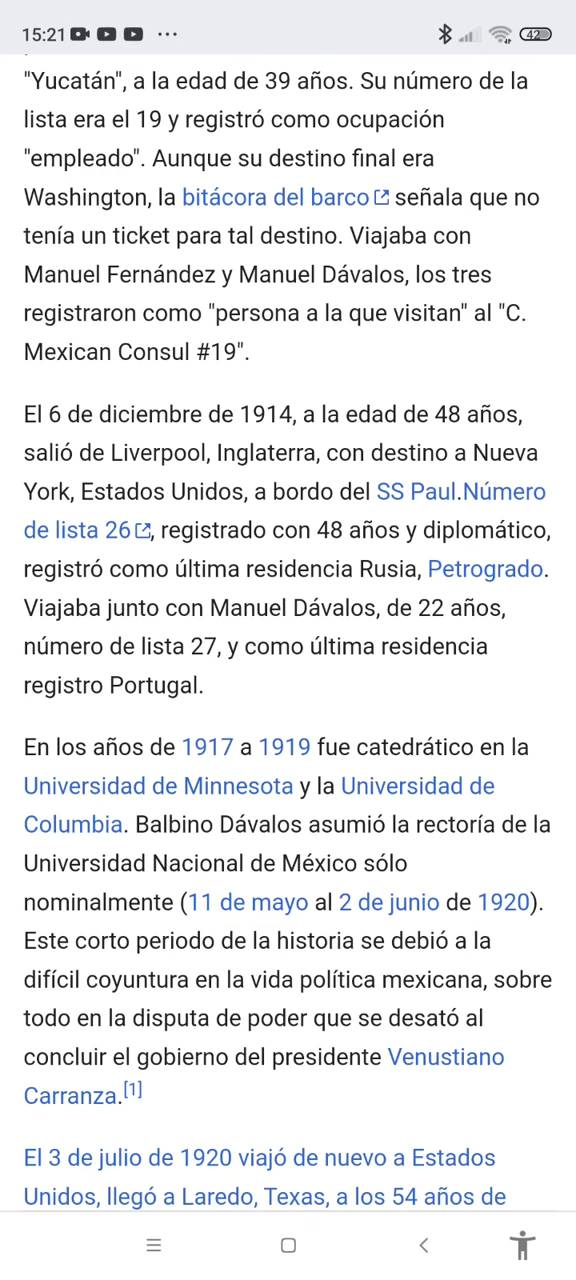 15:21
42
"Yucatán", a la edad de 39 años. Su número de la
lista era el 19 y registró como ocupación
"empleado". Aunque su destino final era
Washington, la bitácora del barco señala que no
tenía un ticket para tal destino. Viajaba con
Manuel Fernández y Manuel Dávalos, los tres
registraron como "persona a la que visitan" al "C.
Mexican Consul #19".
El 6 de diciembre de 1914, a la edad de 48 años,
salió de Liverpool, Inglaterra, con destino a Nueva
York, Estados Unidos, a bordo del SS Paul.Número
de lista 26, registrado con 48 años y diplomático,
registró como última residencia Rusia, Petrogrado.
Viajaba junto con Manuel Dávalos, de 22 años,
número de lista 27, y como última residencia
registro Portugal.
En los años de 1917 a 1919 fue catedrático en la
Universidad de Minnesota y la Universidad de
Columbia. Balbino Dávalos asumió la rectoría de la
Universidad Nacional de México sólo
nominalmente (11 de mayo al 2 de junio de 1920).
Este corto periodo de la historia se debió a la
difícil coyuntura en la vida política mexicana, sobre
todo en la disputa de poder que se desató al
concluir el gobierno del presidente Venustiano
Carranza.[1]
El 3 de julio de 1920 viajó de nuevo a Estados
Unidos, llegó a Laredo, Texas, a los 54 años de